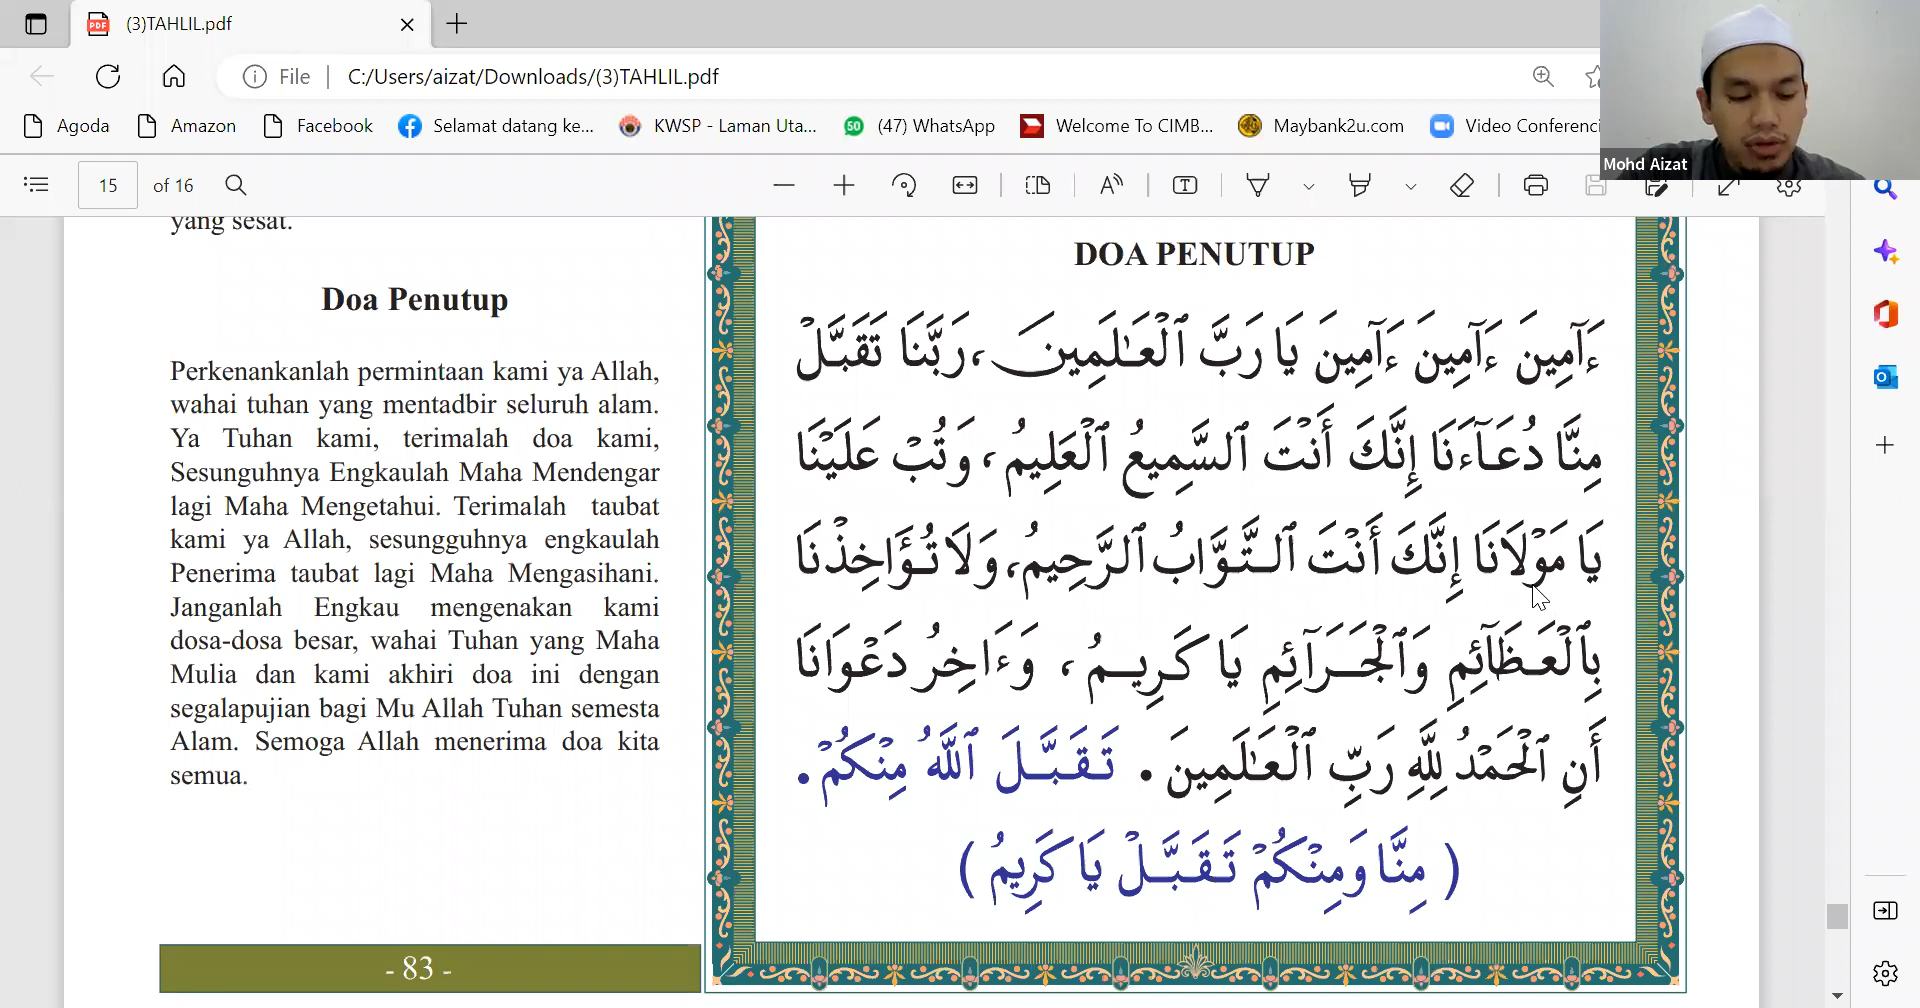 (3)TAHLIL.pdf
File | C:/Users/aizat/Downloads/(3)TAHLIL.pdf
Agoda Amazon Facebook Selamat datang ke... KWSP - Laman Uta... 50 (47) WhatsApp Welcome To CIMB... Maybank2u.com Video Conferenci
Mohd Aizat
15 of 16
yang sesat.
Doa Penutup
Perkenankanlah permintaan kami ya Allah,
wahai tuhan yang mentadbir seluruh alam.
Ya Tuhan kami, terimalah doa kami,
Sesunguhnya Engkaulah Maha Mendengar
lagi Maha Mengetahui. Terimalah taubat
kami ya Allah, sesungguhnya engkaulah
Penerima taubat lagi Maha Mengasihani.
Janganlah Engkau mengenakan kami
dosa-dosa besar, wahai Tuhan yang Maha
Mulia dan kami akhiri doa ini dengan
segalapujian bagi Mu Allah Tuhan semesta
Alam. Semoga Allah menerima doa kita
semua.
- 83 -
DOA PENUTUP
ءَآمِينَ ءَآمِينَ ءَآمِينَ يَا رَبَّ ٱلْعَـٰلَمِينَ، رَبَّنَا تَقَبَّلْ
مِنَّا دُعَآءَنَا إِنَّكَ أَنْتَ ٱلسَّمِيعُ ٱلْعَلِيمُ، وَتُبْ عَلَيْنَا
يَا مَوْلَانَا إِنَّكَ أَنْتَ ٱلتَّوَّابُ ٱلرَّحِيمُ، وَلَا تُؤَاخِذْنَا
بِٱلْعَظَآئِمِ وَٱلْجَرَآئِمِ يَا كَرِيمُ، وَءَاخِرُ دَعْوَانَا
أَنِ ٱلْحَمْدُ لِلَّهِ رَبِّ ٱلْعَـٰلَمِينَ. تَقَبَّلَ ٱللَّهُ مِنْكُمْ.
( مِنَّا وَمِنْكُمْ تَقَبَّلْ يَا كَرِيمُ )